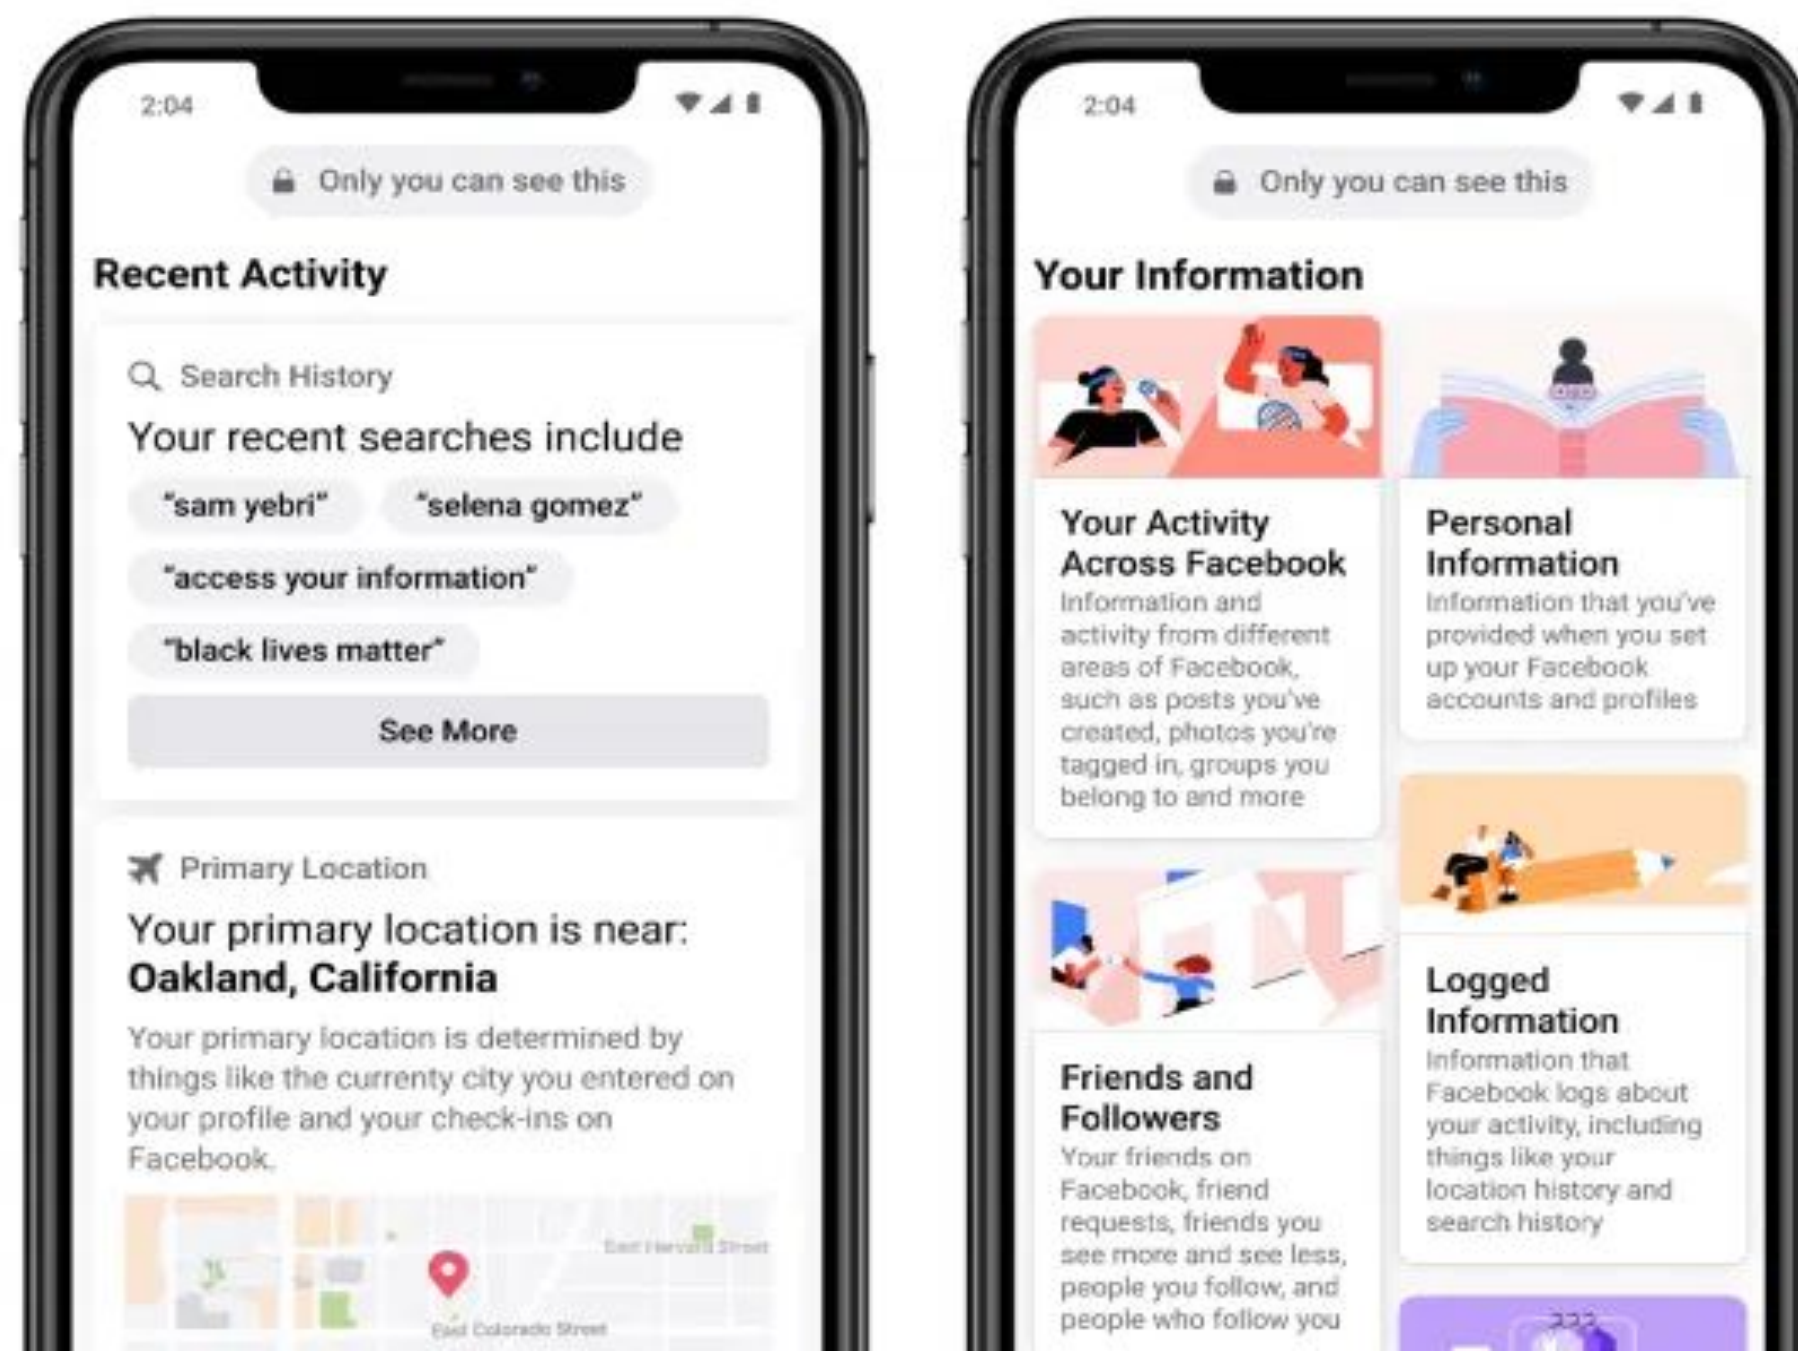 2:04
Only you can see this
Recent Activity
Search History
Your recent searches include
“sam yebri”
“selena gomez”
“access your information”
“black lives matter”
See More
Primary Location
Your primary location is near:
Oakland, California
Your primary location is determined by
things like the currenty city you entered on
your profile and your check-ins on
Facebook.
East Harvard Street
East Colorado Street
2:04
Only you can see this
Your Information
Your Activity
Across Facebook
Information and
activity from different
areas of Facebook,
such as posts you've
created, photos you're
tagged in, groups you
belong to and more
Personal
Information
Information that you've
provided when you set
up your Facebook
accounts and profiles
Friends and
Followers
Your friends on
Facebook, friend
requests, friends you
see more and see less,
people you follow, and
people who follow you
Logged
Information
Information that
Facebook logs about
your activity, including
things like your
location history and
search history